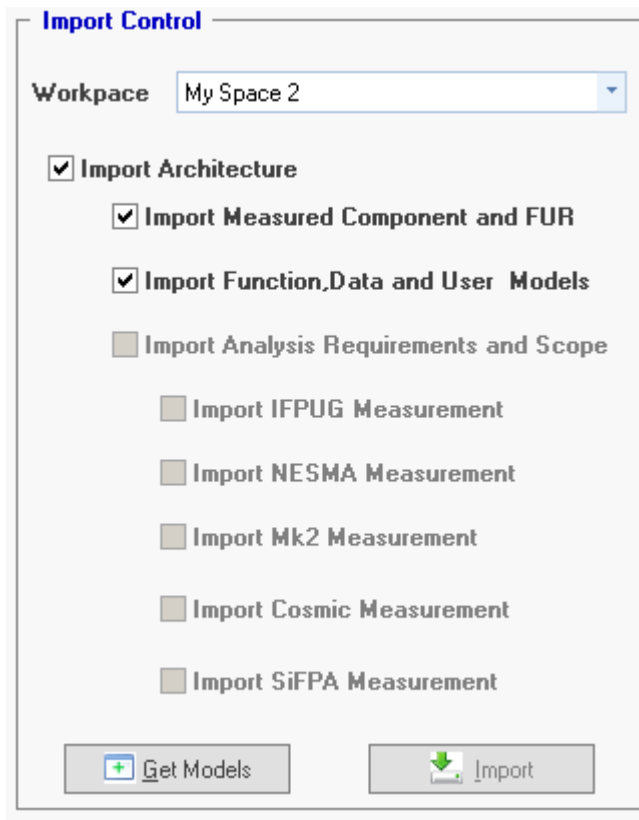 Import Control
Workpace My Space 2
Import Architecture
Import Measured Component and FUR
Import Function,Data and User Models
Import Analysis Requirements and Scope
Import IFPUG Measurement
Import NESMA Measurement
Import Mk2 Measurement
Import Cosmic Measurement
Import SiFPA Measurement
Get Models Import